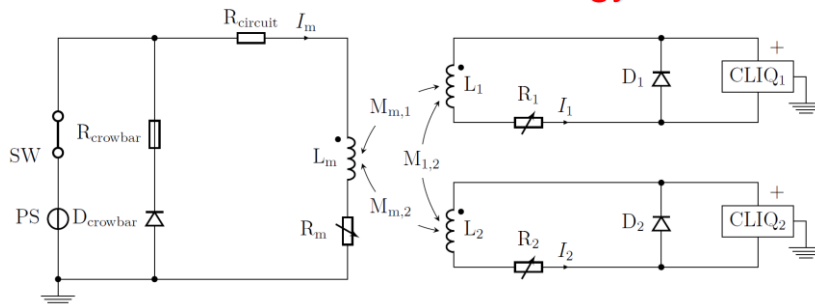 R_circuit
I_m
SW
PS
R_crowbar
D_crowbar
L_m
R_m
M_m,1
M_1,2
M_m,2
L_1
R_1
I_1
D_1
+
CLIQ_1
L_2
R_2
I_2
D_2
+
CLIQ_2